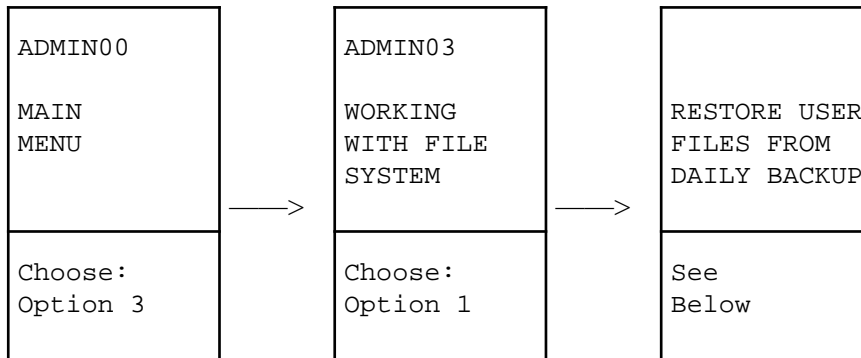 ADMIN00
MAIN
MENU
Choose:
Option 3
ADMIN03
WORKING
WITH FILE
SYSTEM
Choose:
Option 1
RESTORE USER
FILES FROM
DAILY BACKUP
See
Below